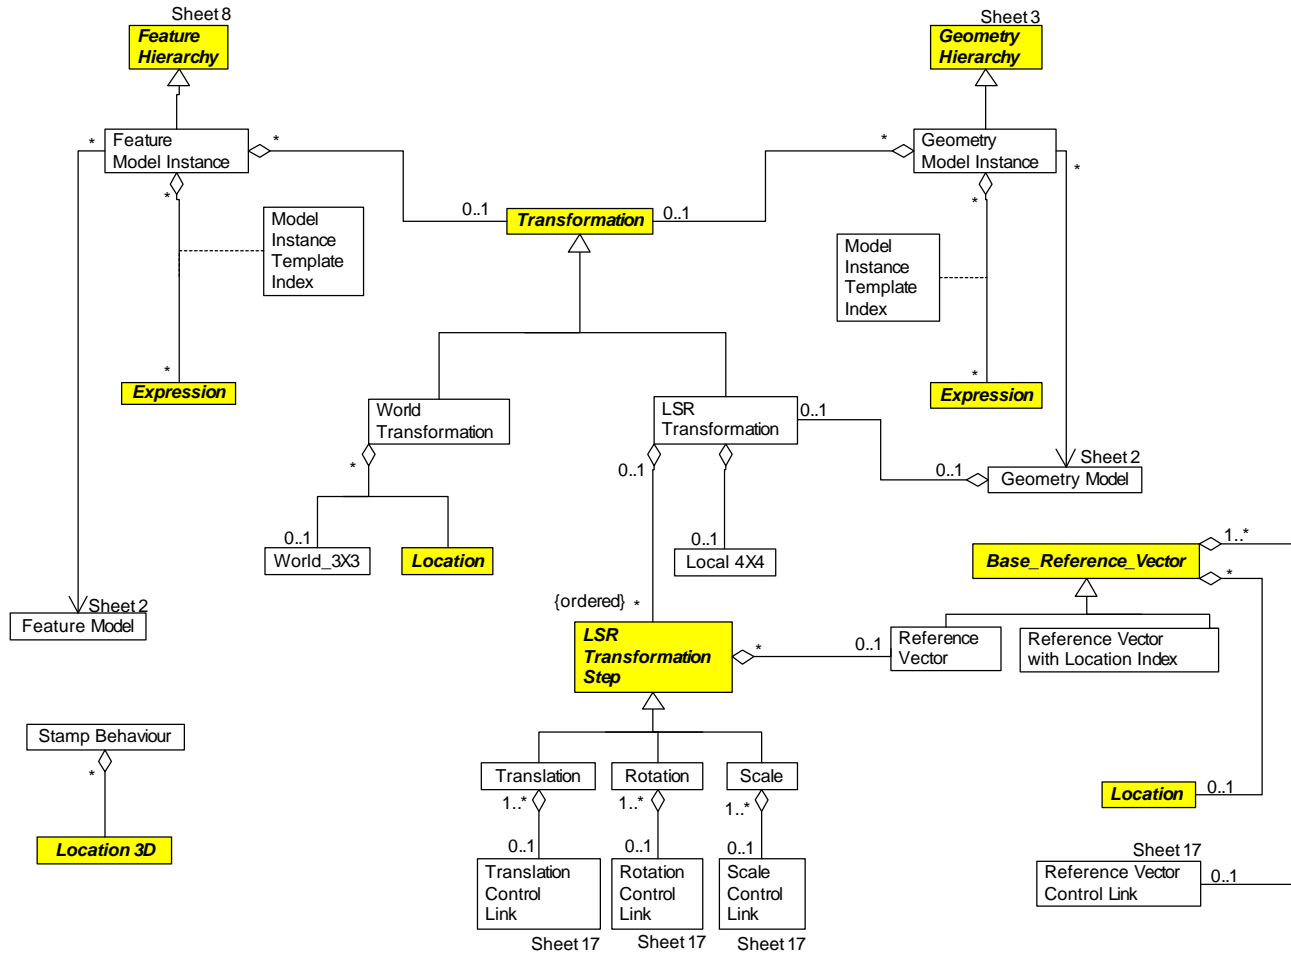 Sheet 8
Feature
Hierarchy
Sheet 3
Geometry
Hierarchy
*
Feature
Model Instance
*
*
*
Geometry
Model Instance
*
*
Model
Instance
Template
Index
0..1
Transformation
0..1
Model
Instance
Template
Index
*
Expression
*
Expression
World
Transformation
*
LSR
Transformation
0..1
0..1
Sheet 2
0..1
Geometry Model
0..1
World_3X3
Location
0..1
Local 4X4
Base_Reference_Vector
1..*
*
Sheet 2
Feature Model
{ordered}
*
LSR
Transformation
Step
*
0..1
Reference
Vector
Reference Vector
with Location Index
Stamp Behaviour
*
Location 3D
Translation
1..*
0..1
Translation
Control
Link
Sheet 17
Rotation
1..*
0..1
Rotation
Control
Link
Sheet 17
Scale
1..*
0..1
Scale
Control
Link
Sheet 17
Location
0..1
Sheet 17
Reference Vector
Control Link
0..1